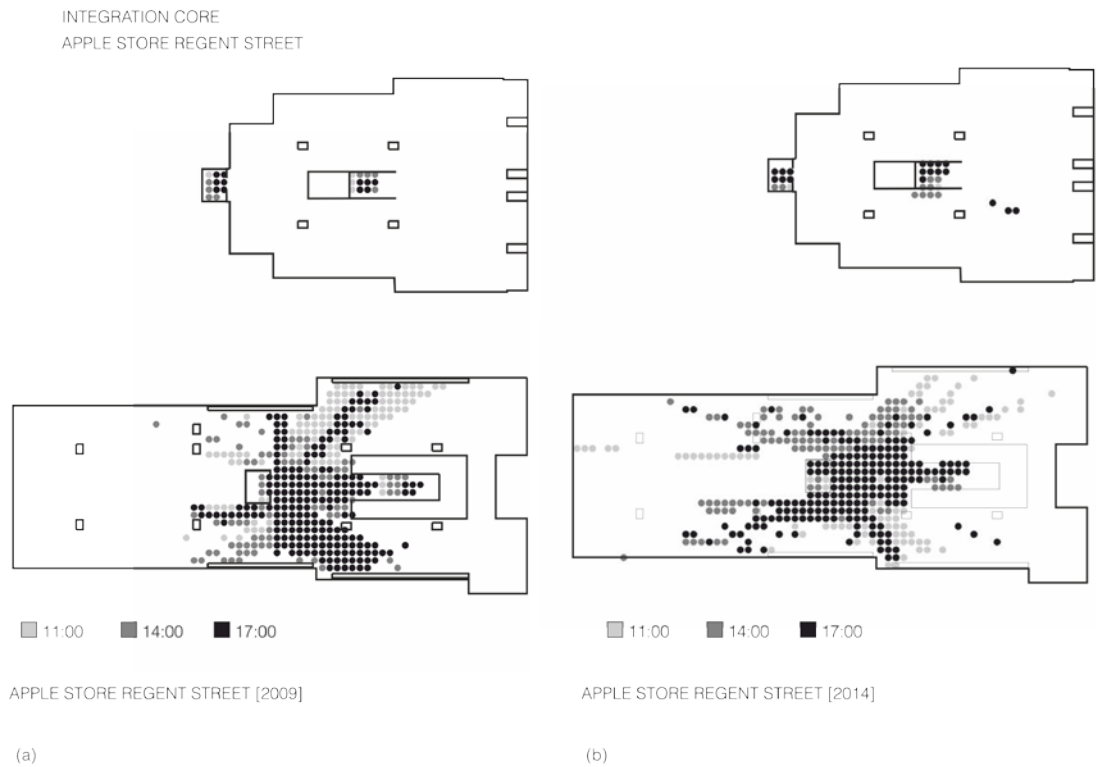 INTEGRATION CORE
APPLE STORE REGENT STREET
11:00 14:00 17:00
11:00 14:00 17:00
APPLE STORE REGENT STREET [2009]
APPLE STORE REGENT STREET [2014]
(a)
(b)